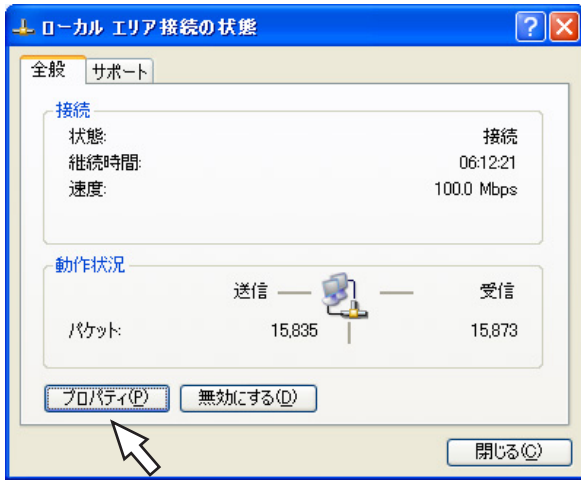 ローカル エリア接続の状態
全般 サポート
接続
状態: 接続
継続時間: 06:12:21
速度: 100.0 Mbps
動作状況
送信 受信
パケット: 15,835 15,873
プロパティ(P) 無効にする(D)
閉じる(C)